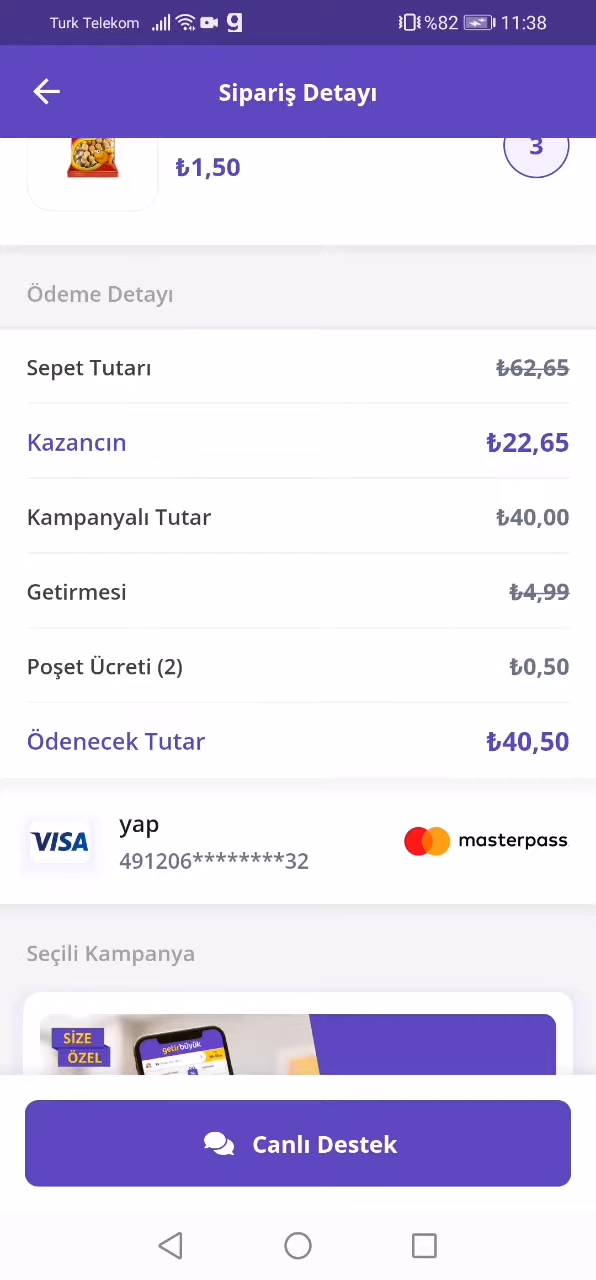 Turk Telekom %82 11:38
Sipariş Detayı
₺1,50 3
Ödeme Detayı
Sepet Tutarı ₺62,65
Kazancın ₺22,65
Kampanyalı Tutar ₺40,00
Getirmesi ₺4,99
Poşet Ücreti (2) ₺0,50
Ödenecek Tutar ₺40,50
VISA yap masterpass
491206********32
Seçili Kampanya
SİZE
ÖZEL
getirbüyük
Canlı Destek